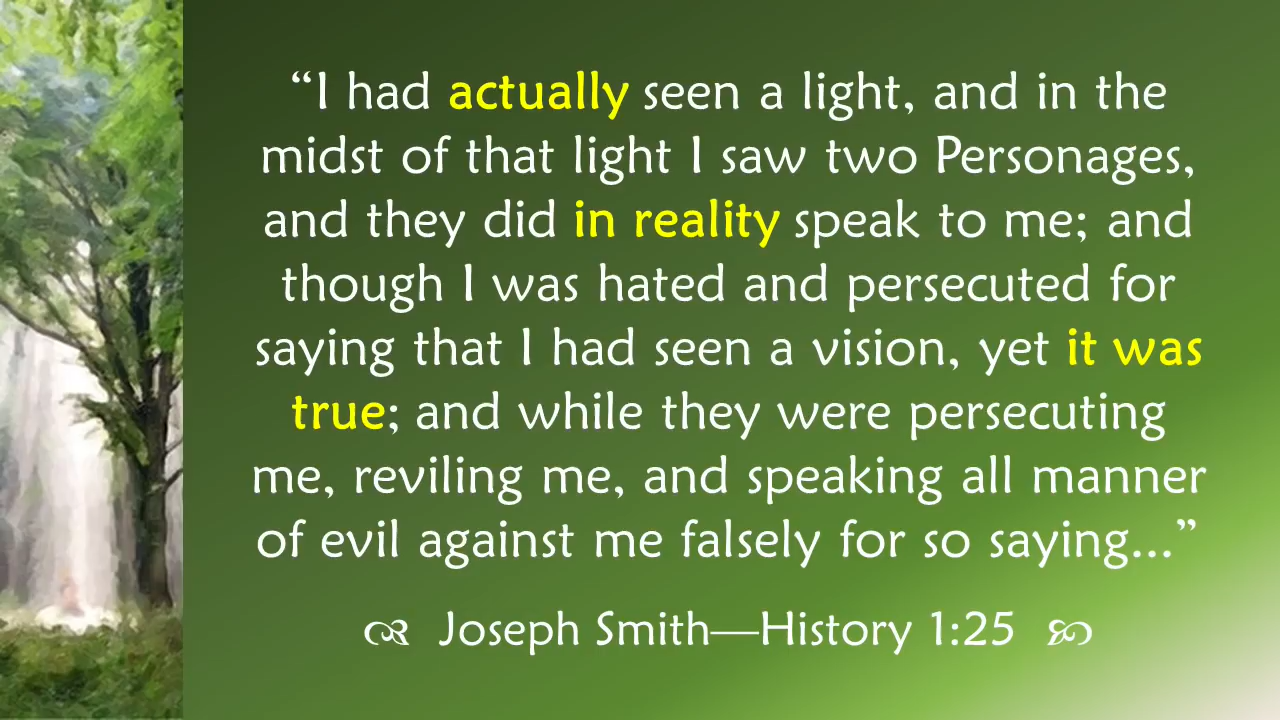 “I had actually seen a light, and in the
midst of that light I saw two Personages,
and they did in reality speak to me; and
though I was hated and persecuted for
saying that I had seen a vision, yet it was
true; and while they were persecuting
me, reviling me, and speaking all manner
of evil against me falsely for so saying...”
Joseph Smith—History 1:25